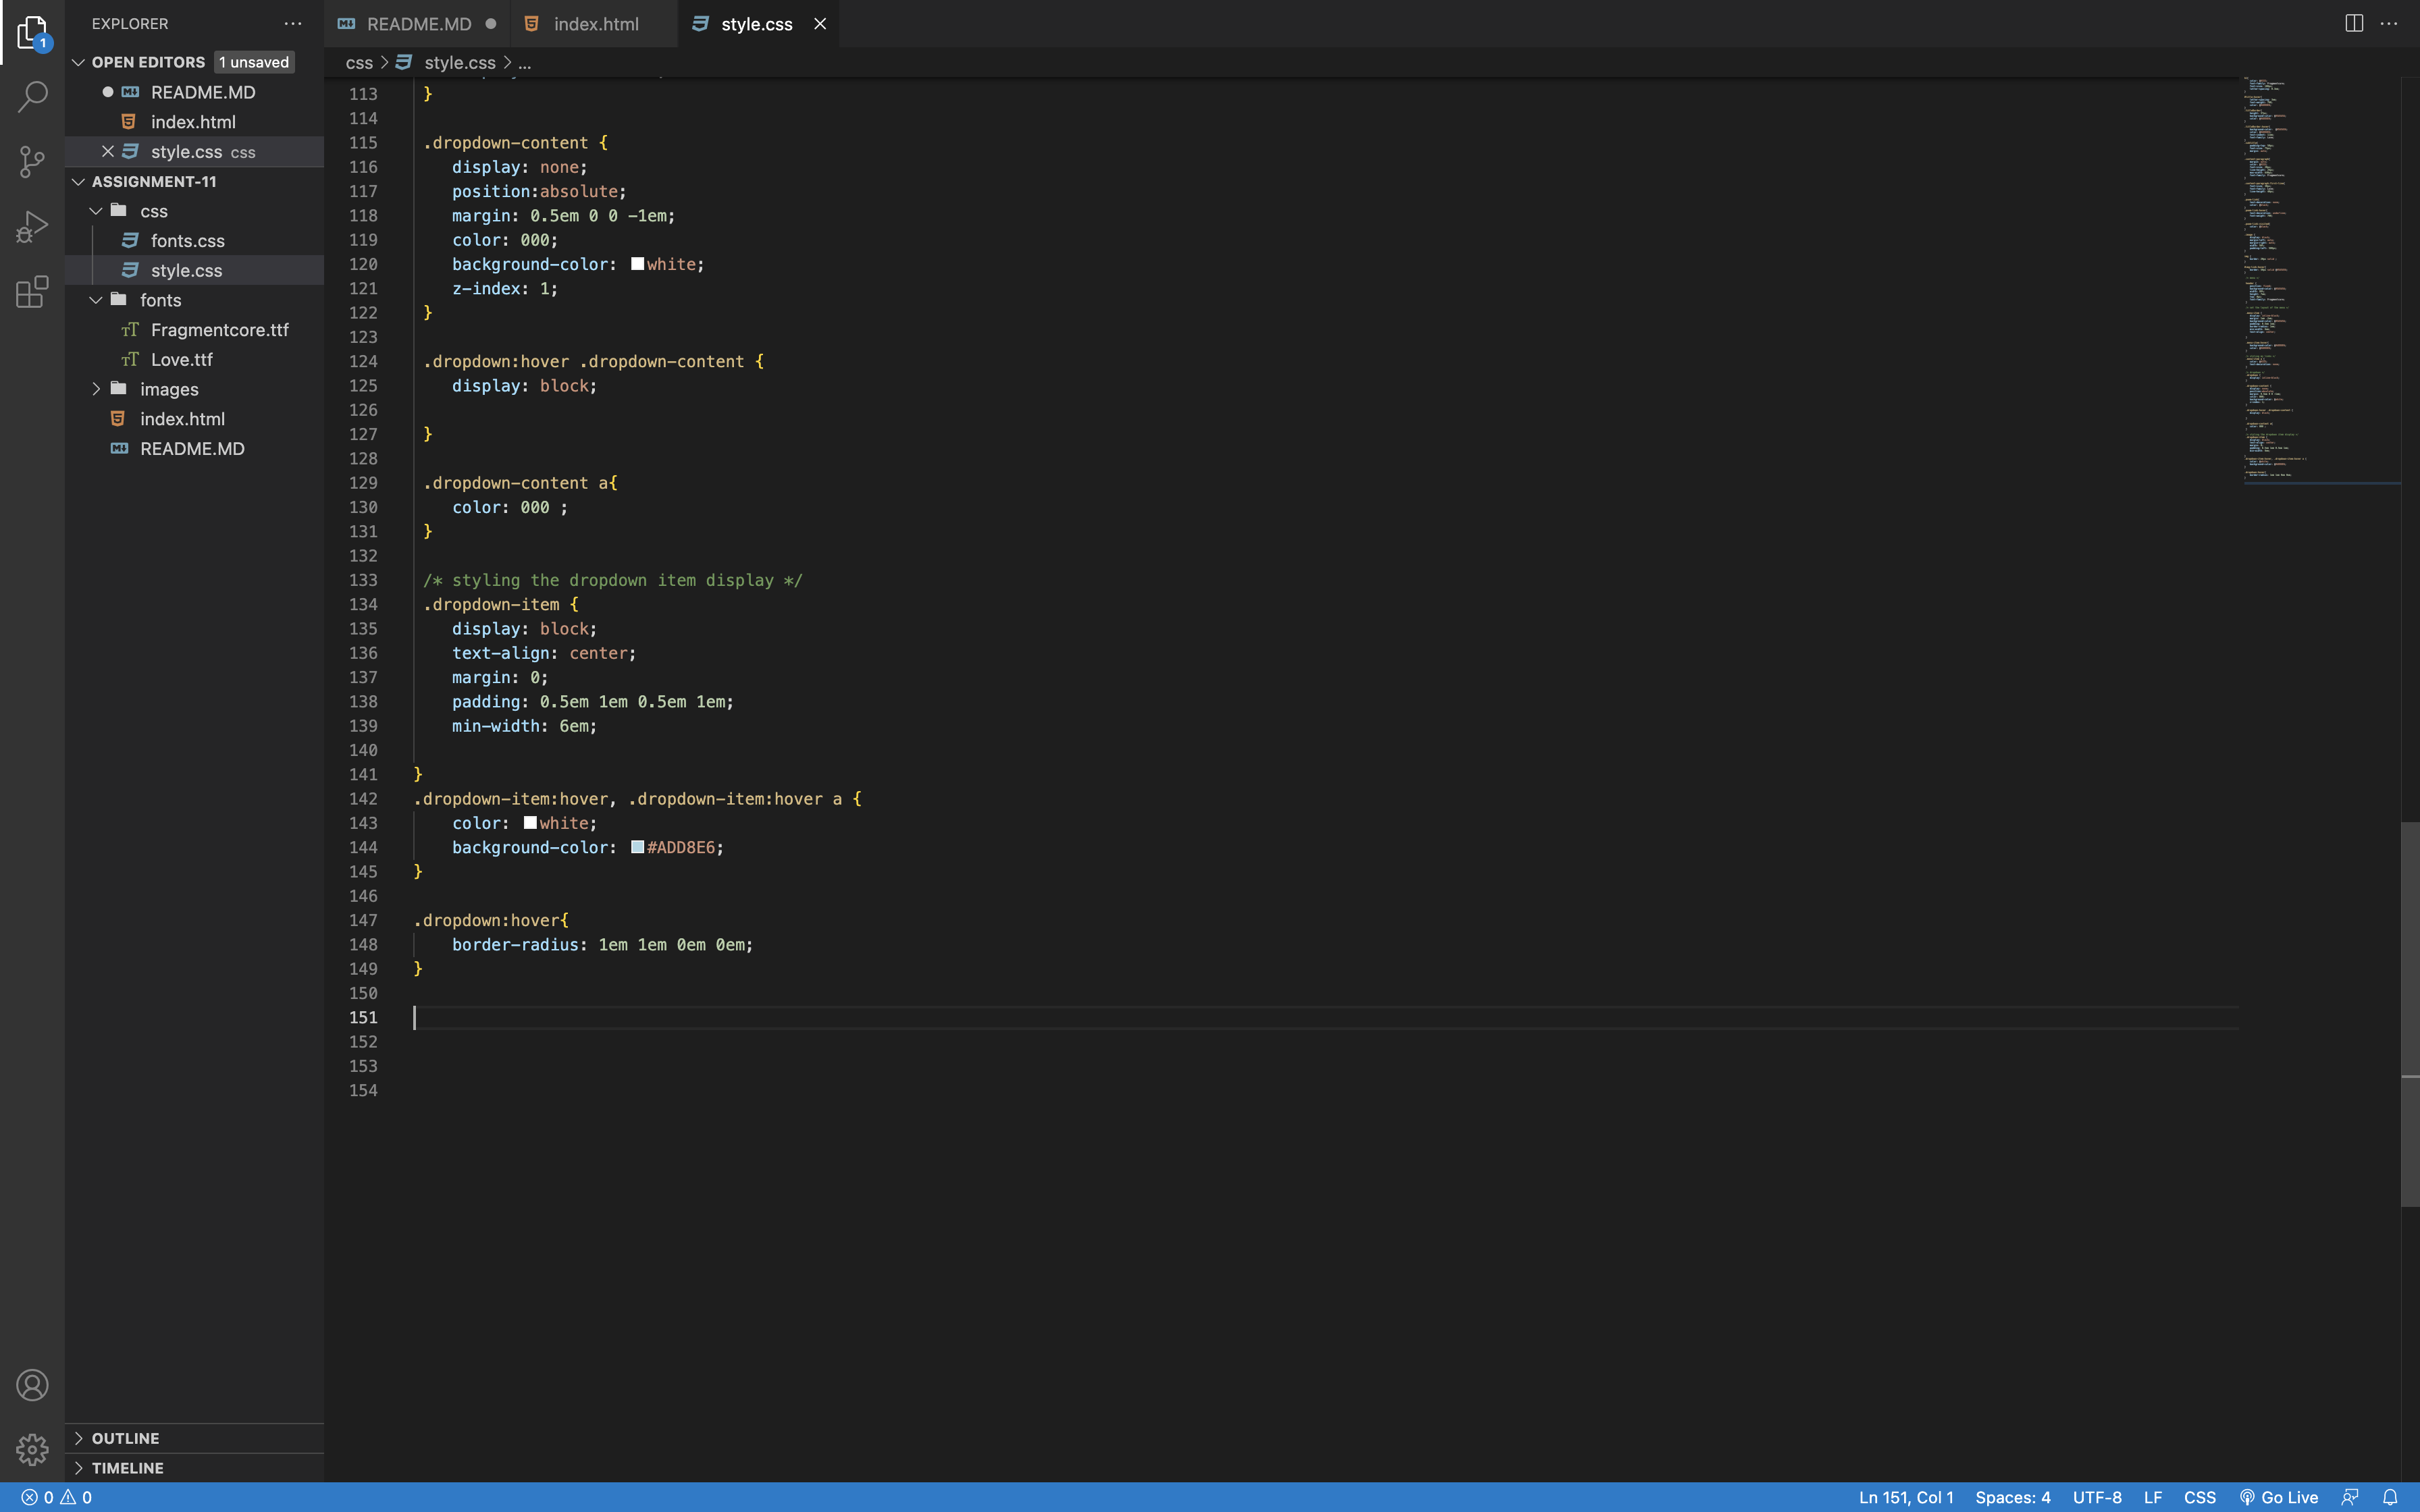 EXPLORER
OPEN EDITORS 1 unsaved
README.MD
index.html
style.css css
ASSIGNMENT-11
css
fonts.css
style.css
fonts
Fragmentcore.ttf
Love.ttf
images
index.html
README.MD
OUTLINE
TIMELINE
README.MD
index.html
style.css
css > style.css > ...
113 }
114
115 .dropdown-content {
116 display: none;
117 position:absolute;
118 margin: 0.5em 0 0 -1em;
119 color: 000;
120 background-color: white;
121 z-index: 1;
122 }
123
124 .dropdown:hover .dropdown-content {
125 display: block;
126
127 }
128
129 .dropdown-content a{
130 color: 000 ;
131 }
132
133 /* styling the dropdown item display */
134 .dropdown-item {
135 display: block;
136 text-align: center;
137 margin: 0;
138 padding: 0.5em 1em 0.5em 1em;
139 min-width: 6em;
140
141 }
142 .dropdown-item:hover, .dropdown-item:hover a {
143 color: white;
144 background-color: #ADD8E6;
145 }
146
147 .dropdown:hover{
148 border-radius: 1em 1em 0em 0em;
149 }
150
151
152
153
154
1
0 0
Ln 151, Col 1 Spaces: 4 UTF-8 LF CSS Go Live